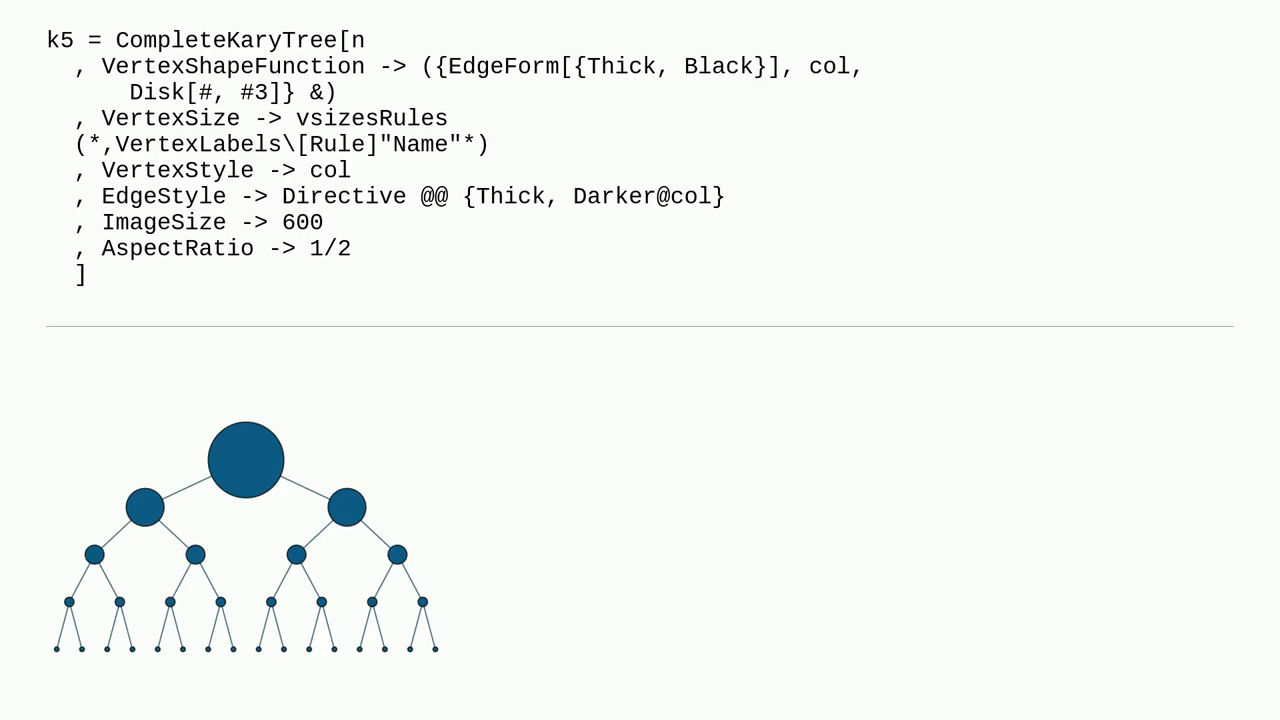 k5 = CompleteKaryTree[n
  , VertexShapeFunction -> ({EdgeForm[{Thick, Black}], col,
      Disk[#, #3]} &)
  , VertexSize -> vsizesRules
  (*,VertexLabels\[Rule]"Name"*)
  , VertexStyle -> col
  , EdgeStyle -> Directive @@ {Thick, Darker@col}
  , ImageSize -> 600
  , AspectRatio -> 1/2
  ]